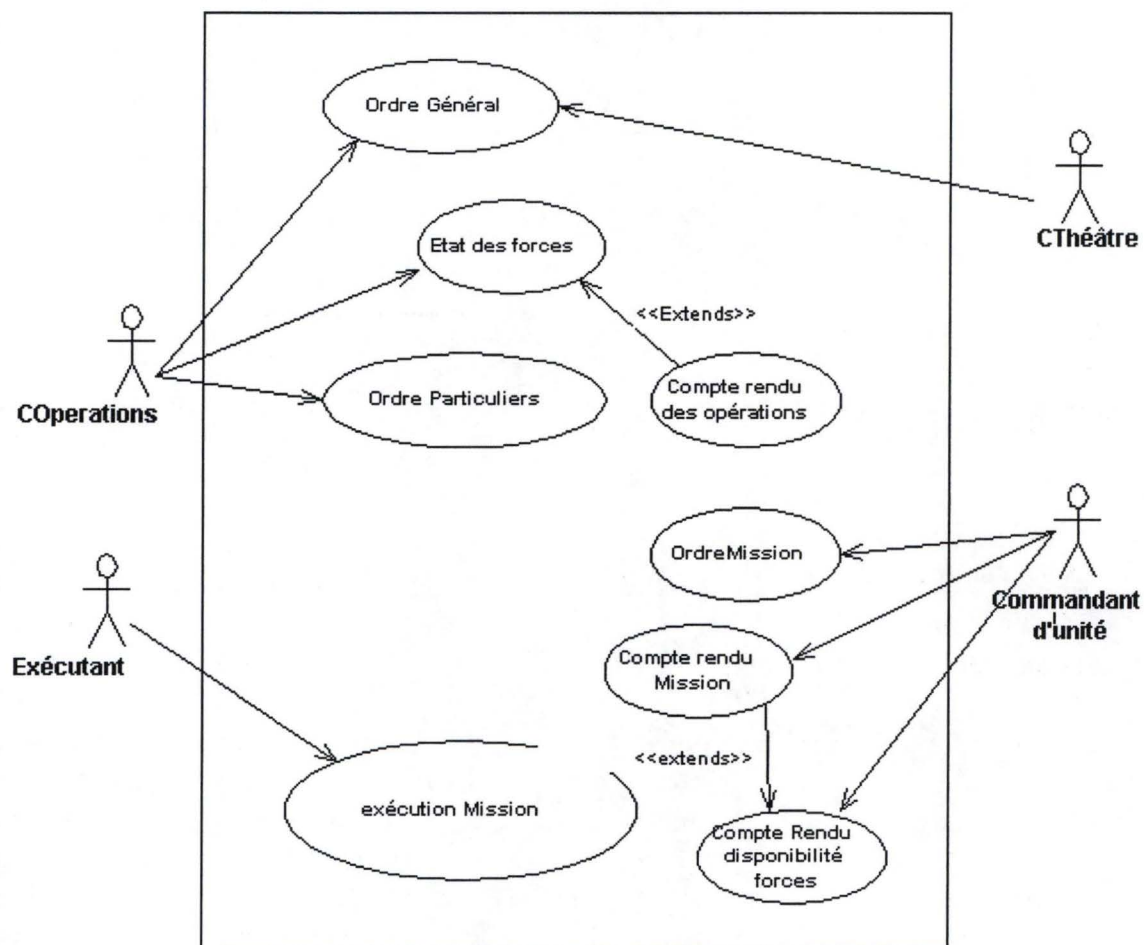 Ordre Général
CThéâtre
Etat des forces
<<Extends>>
COperations
Ordre Particuliers
Compte rendu
des opérations
OrdreMission
Commandant
d'unité
Exécutant
Compte rendu
Mission
<<extends>>
exécution Mission
Compte Rendu
disponibilité
forces